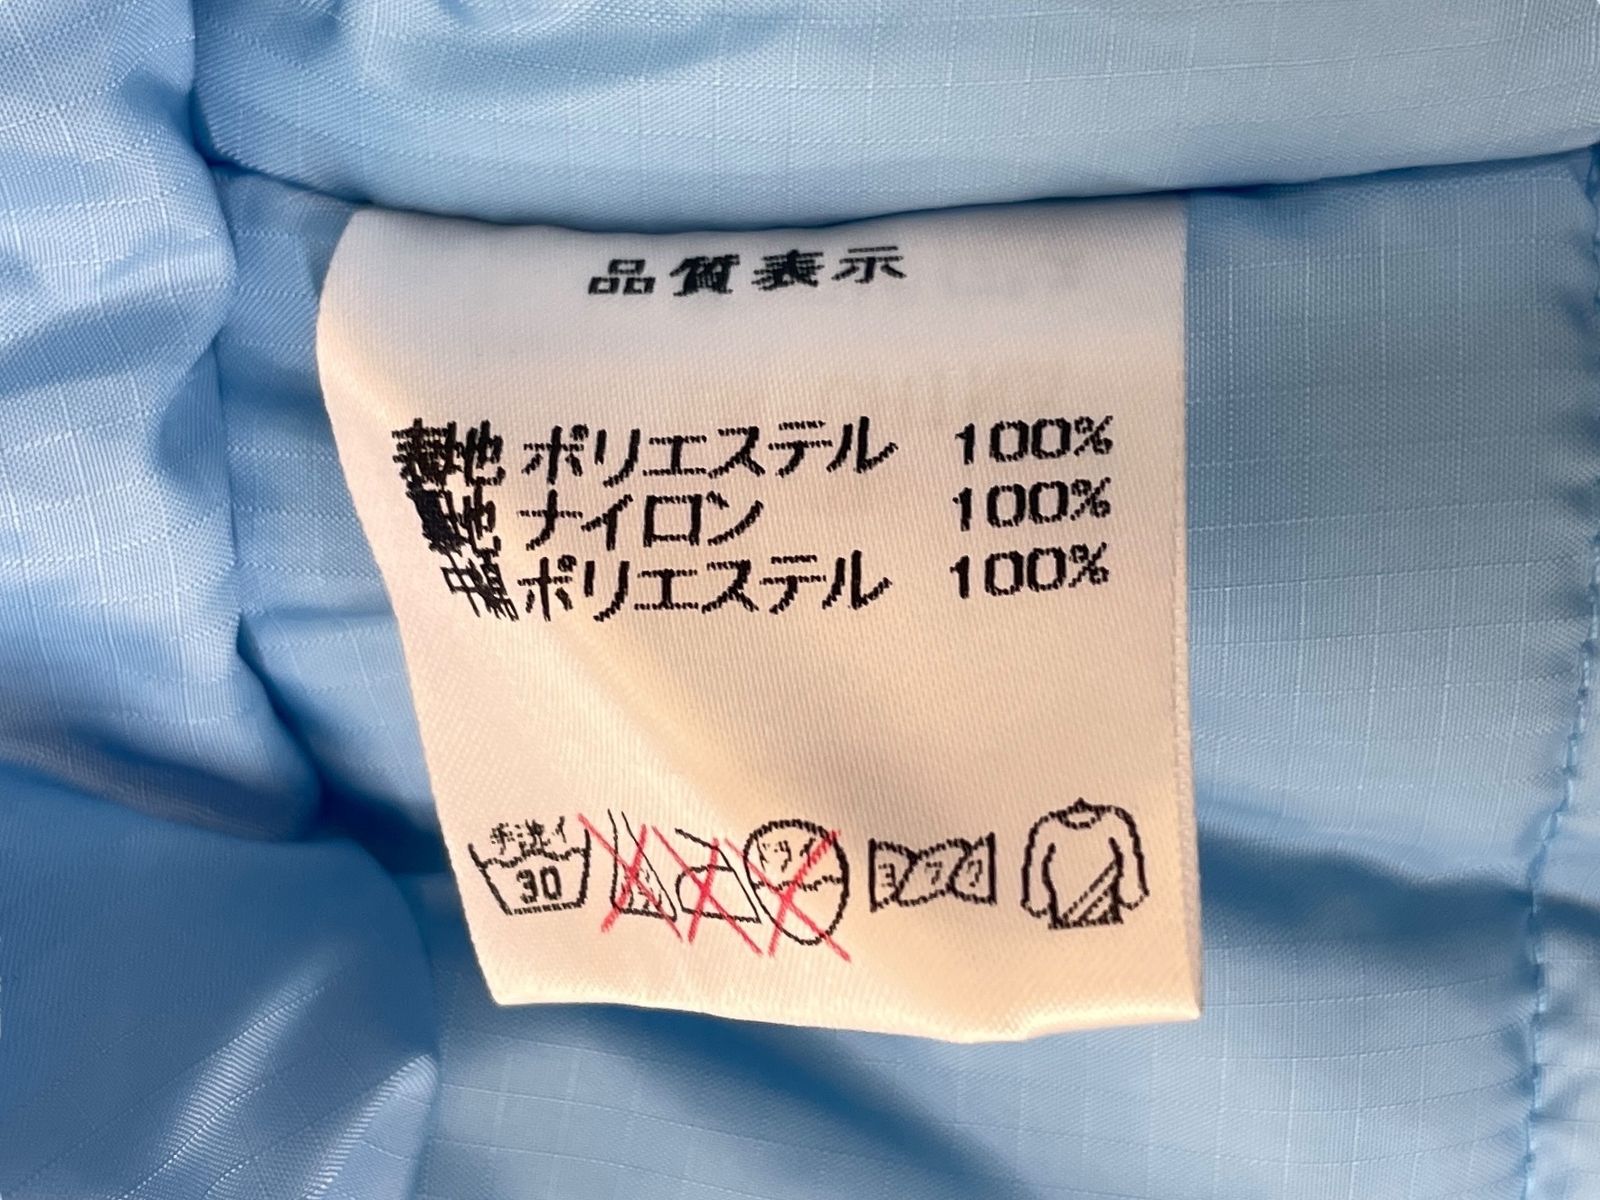 品質表示
表地 ポリエステル 100%
裏地 ナイロン 100%
中綿 ポリエステル 100%
手洗イ 30 ドライ ヨワク